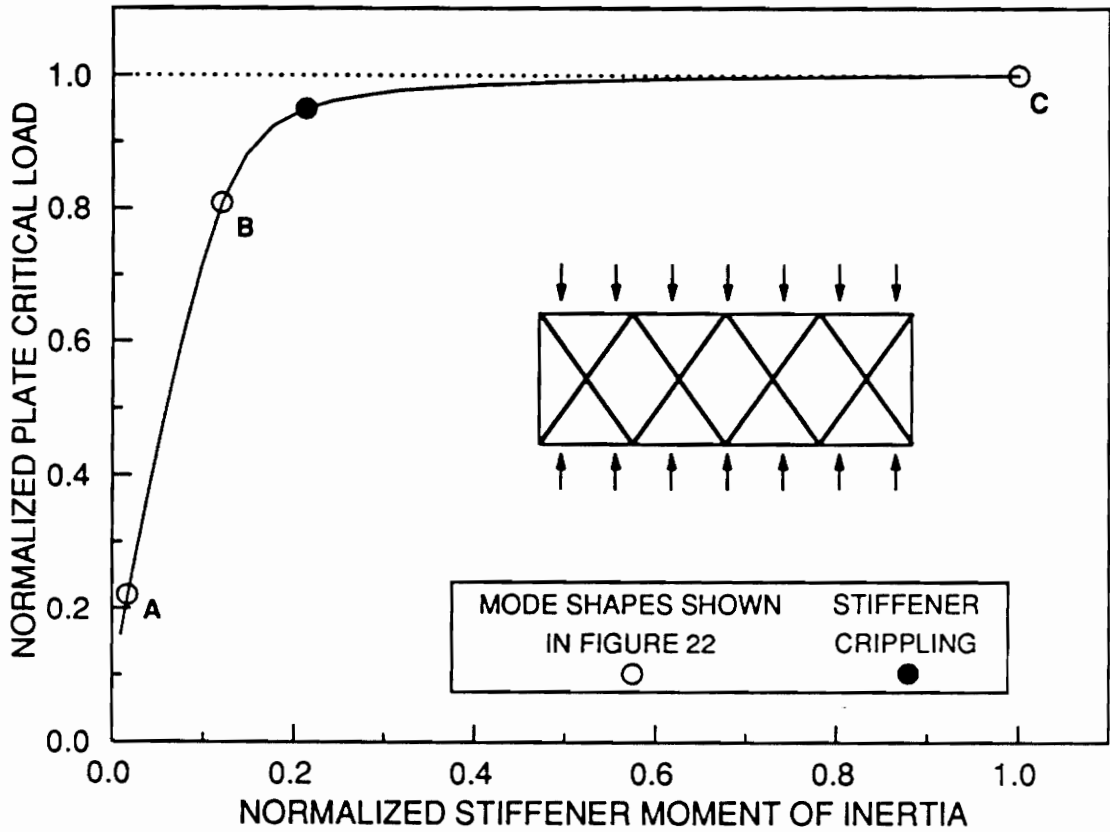 NORMALIZED PLATE CRITICAL LOAD
1.0
0.8
0.6
0.4
0.2
0.0
A
B
C
MODE SHAPES SHOWN
IN FIGURE 22
STIFFENER
CRIPPLING
0.0
0.2
0.4
0.6
0.8
1.0
NORMALIZED STIFFENER MOMENT OF INERTIA